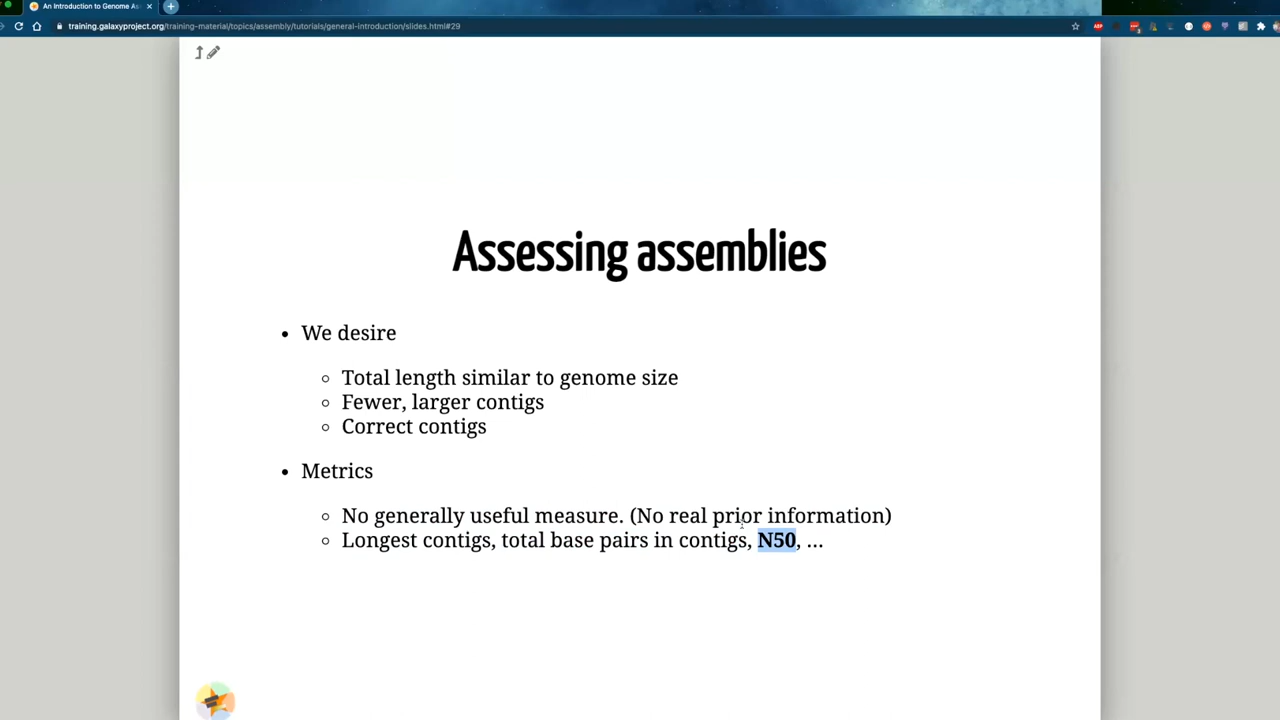 An Introduction to Genome As
training.galaxyproject.org/training-material/topics/assembly/tutorials/general-introduction/slides.html#29
Assessing assemblies
• We desire
○ Total length similar to genome size
○ Fewer, larger contigs
○ Correct contigs
• Metrics
○ No generally useful measure. (No real prior information)
○ Longest contigs, total base pairs in contigs, N50, ...